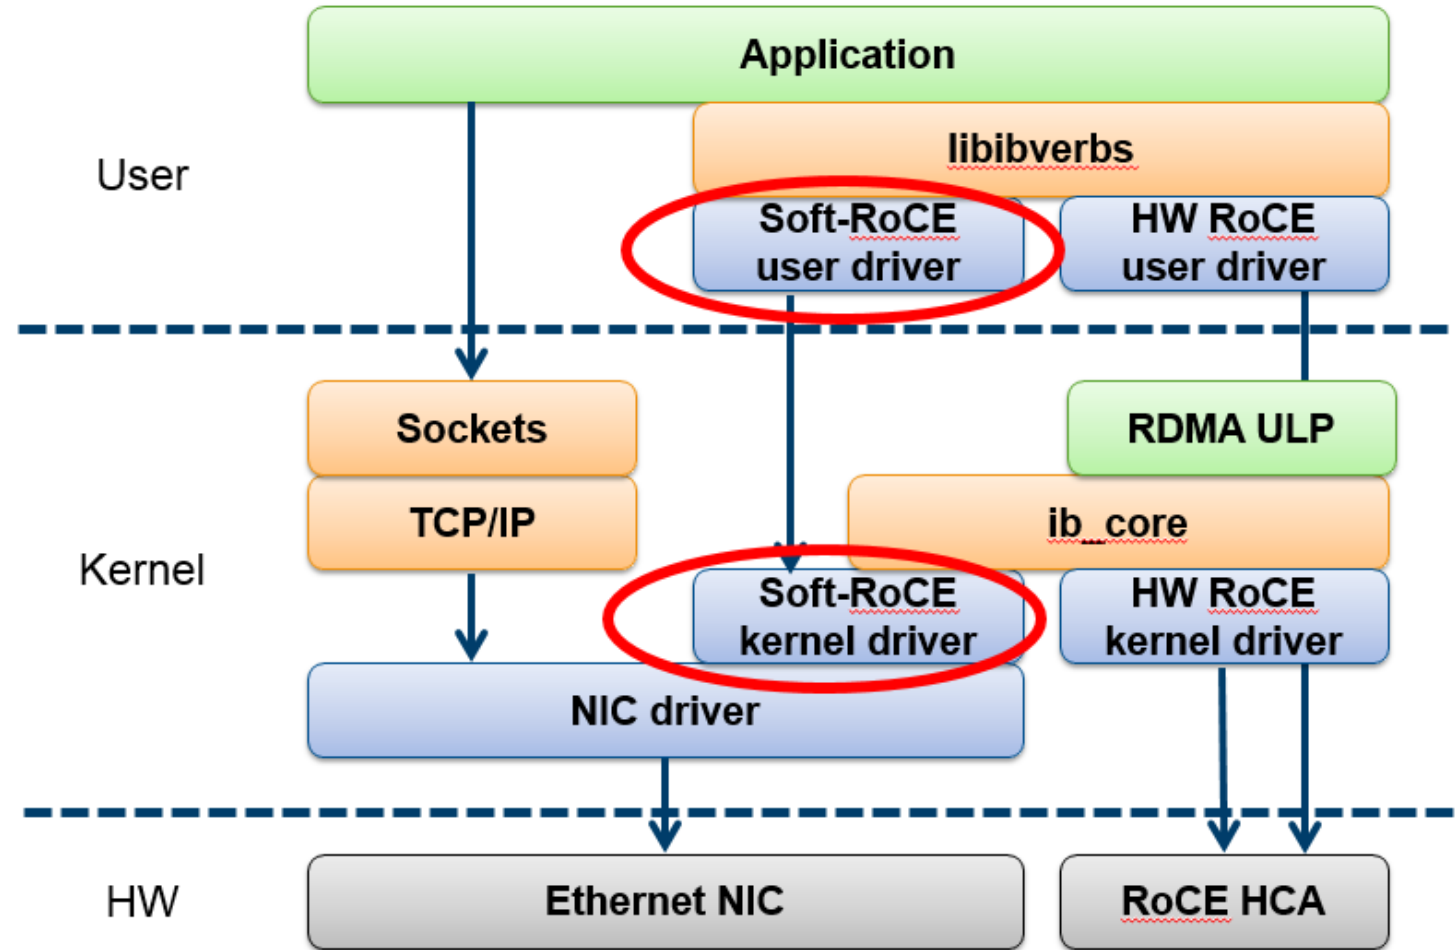 Application
libibverbs
User
Soft-RoCE
user driver
HW RoCE
user driver
Sockets
RDMA ULP
TCP/IP
ib_core
Kernel
Soft-RoCE
kernel driver
HW RoCE
kernel driver
NIC driver
HW
Ethernet NIC
RoCE HCA